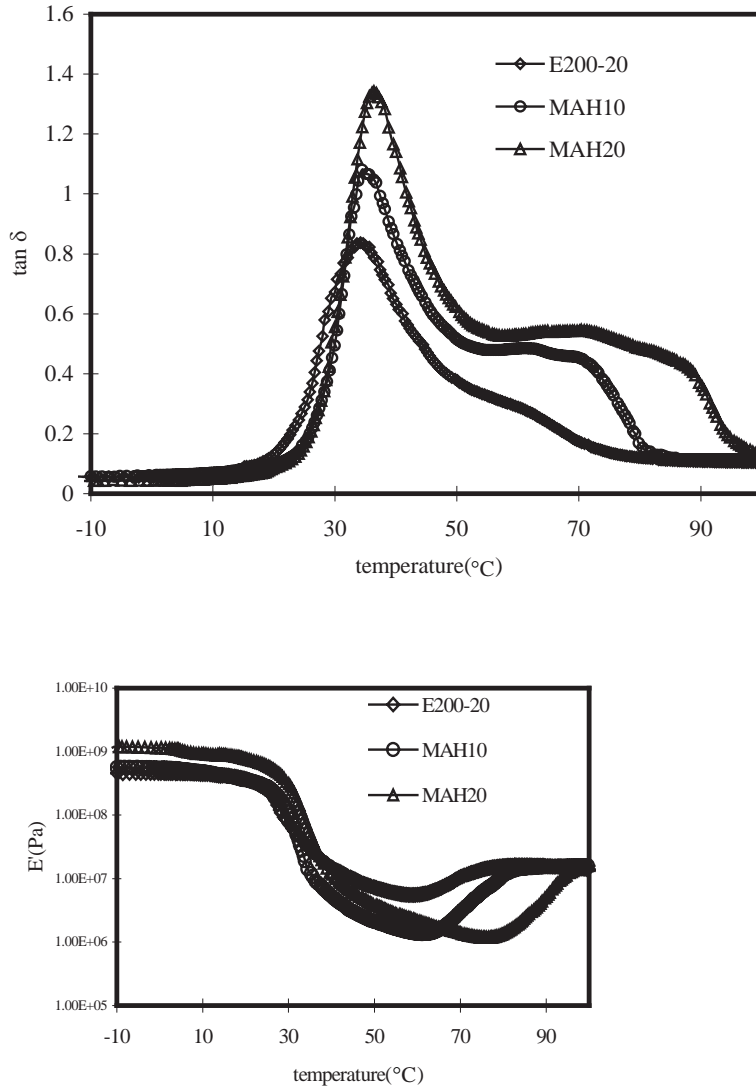 1.6
1.4
1.2
1
0.8
0.6
0.4
0.2
0
tan δ
E200-20
MAH10
MAH20
-10 10 30 50 70 90
temperature(°C)
1.00E+10
1.00E+09
1.00E+08
1.00E+07
1.00E+06
1.00E+05
E'(Pa)
E200-20
MAH10
MAH20
-10 10 30 50 70 90
temperature(°C)